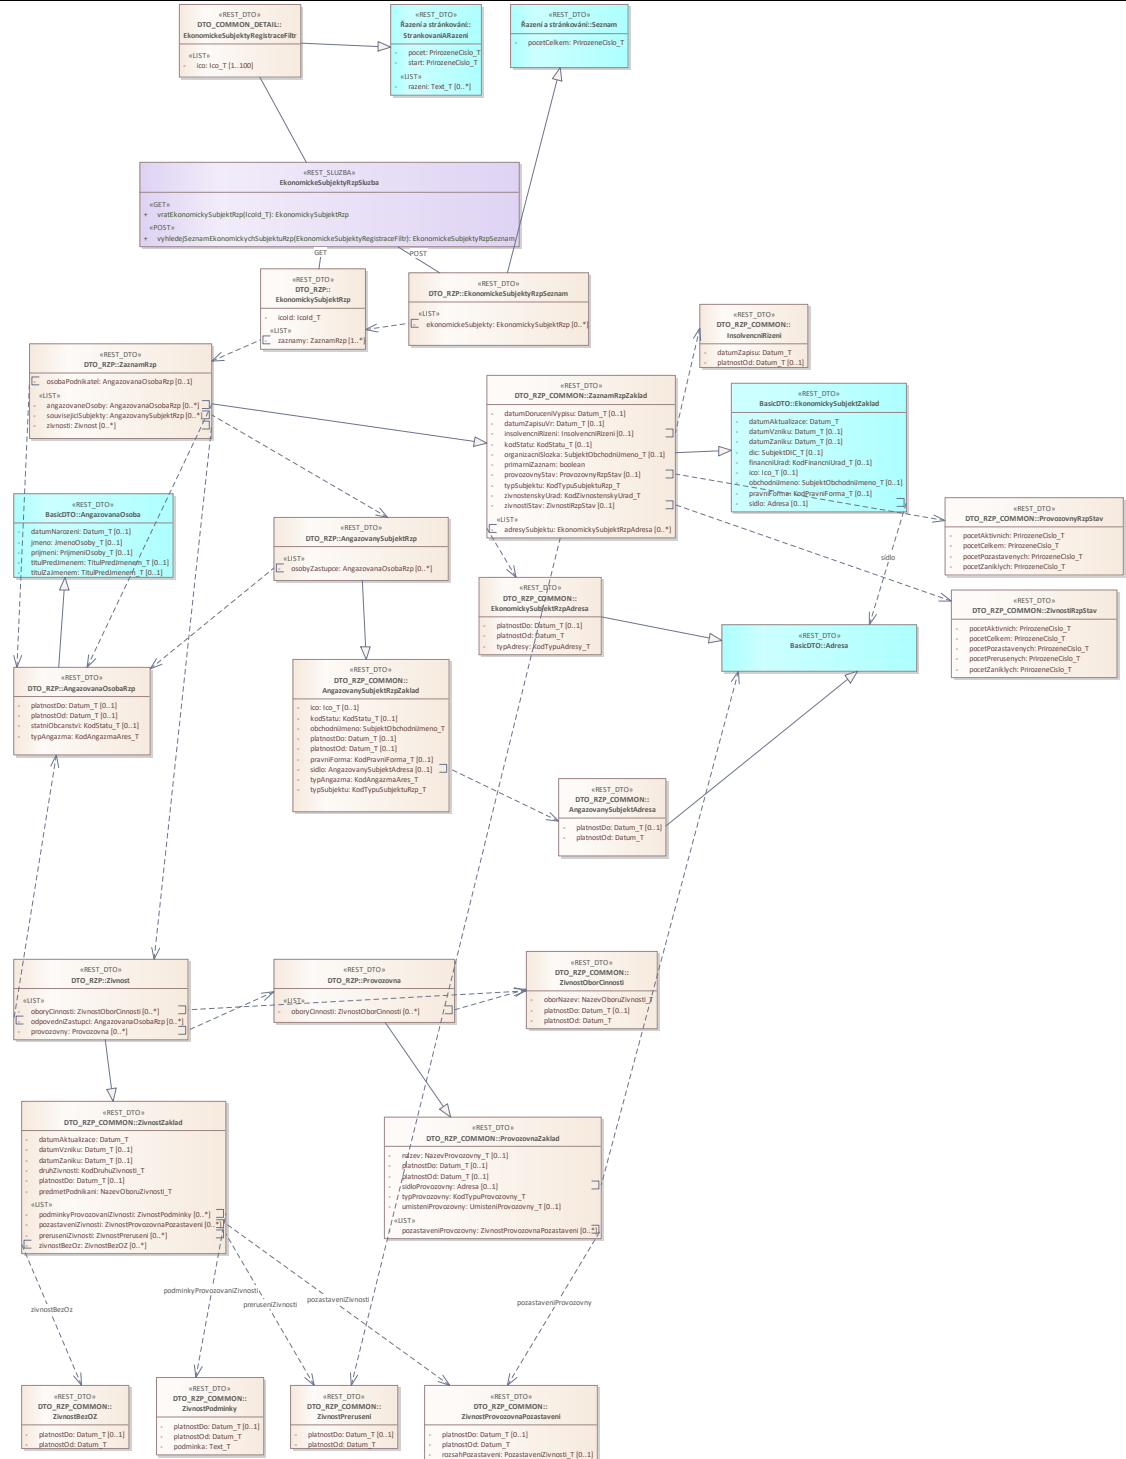 «REST_DTO»
DTO_COMMON_DETAIL::
EkonomickeSubjektyRegistraceFiltr
«LIST»
- ico: Ico_T [1..100]
«REST_DTO»
Řazení a stránkování::
StrankovaniARazeni
- pocet: PrirozeneCislo_T
- start: PrirozeneCislo_T
«LIST»
- razeni: Text_T [0..*]
«REST_DTO»
Řazení a stránkování::Seznam
- pocetCelkem: PrirozeneCislo_T
«REST_SLUZBA»
EkonomickeSubjektyRzpSluzba
«GET»
+ vratEkonomickySubjektRzp(IcoId_T): EkonomickySubjektRzp
«POST»
+ vyhledejSeznamEkonomickychSubjektuRzp(EkonomickeSubjektyRegistraceFiltr): EkonomickeSubjektyRzpSeznam
GET
POST
«REST_DTO»
DTO_RZP::
EkonomickySubjektRzp
- icoId: IcoId_T
«LIST»
- zaznamy: ZaznamRzp [1..*]
«REST_DTO»
DTO_RZP::EkonomickeSubjektyRzpSeznam
«LIST»
- ekonomickeSubjekty: EkonomickySubjektRzp [0..*]
«REST_DTO»
DTO_RZP_COMMON::
InsolvencniRizeni
- datumZapisu: Datum_T
- platnostOd: Datum_T [0..1]
«REST_DTO»
DTO_RZP::ZaznamRzp
- osobaPodnikatel: AngazovanaOsobaRzp [0..1]
«LIST»
- angazovaneOsoby: AngazovanaOsobaRzp [0..*]
- souvisejiciSubjekty: AngazovanySubjektRzp [0..*]
- zivnosti: Zivnost [0..*]
«REST_DTO»
DTO_RZP_COMMON::ZaznamRzpZaklad
- datumDoruceniVypisu: Datum_T [0..1]
- datumZapisuVr: Datum_T [0..1]
- insolvencniRizeni: InsolvencniRizeni [0..1]
- kodStatu: KodStatu_T [0..1]
- organizacniSlozka: SubjektObchodniJmeno_T [0..1]
- primarniZaznam: boolean
- provozovnyStav: ProvozovnyRzpStav [0..1]
- typSubjektu: KodTypuSubjektuRzp_T
- zivnostenskyUrad: KodZivnostenskyUrad_T
- zivnostiStav: ZivnostiRzpStav [0..1]
«LIST»
- adresySubjektu: EkonomickySubjektRzpAdresa [0..*]
«REST_DTO»
BasicDTO::EkonomickySubjektZaklad
- datumAktualizace: Datum_T
- datumVzniku: Datum_T [0..1]
- datumZaniku: Datum_T [0..1]
- dic: SubjektDIC_T [0..1]
- financniUrad: KodFinancniUrad_T [0..1]
- ico: Ico_T [0..1]
- obchodniJmeno: SubjektObchodniJmeno_T [0..1]
- pravniForma: KodPravniForma_T [0..1]
- sidlo: Adresa [0..1]
«REST_DTO»
BasicDTO::AngazovanaOsoba
- datumNarozeni: Datum_T [0..1]
- jmeno: JmenoOsoby_T [0..1]
- prijmeni: PrijmeniOsoby_T [0..1]
- titulPredJmenem: TitulPredJmenem_T [0..1]
- titulZaJmenem: TitulPredJmenem_T [0..1]
«REST_DTO»
DTO_RZP::AngazovanySubjektRzp
«LIST»
- osobyZastupce: AngazovanaOsobaRzp [0..*]
«REST_DTO»
DTO_RZP_COMMON::ProvozovnyRzpStav
- pocetAktivnich: PrirozeneCislo_T
- pocetCelkem: PrirozeneCislo_T
- pocetPozastavenych: PrirozeneCislo_T
- pocetZaniklych: PrirozeneCislo_T
sidlo
«REST_DTO»
DTO_RZP_COMMON::
EkonomickySubjektRzpAdresa
- platnostDo: Datum_T [0..1]
- platnostOd: Datum_T
- typAdresy: KodTypuAdresy_T
«REST_DTO»
DTO_RZP_COMMON::ZivnostiRzpStav
- pocetAktivnich: PrirozeneCislo_T
- pocetCelkem: PrirozeneCislo_T
- pocetPozastavenych: PrirozeneCislo_T
- pocetPrerusenych: PrirozeneCislo_T
- pocetZaniklych: PrirozeneCislo_T
«REST_DTO»
BasicDTO::Adresa
«REST_DTO»
DTO_RZP::AngazovanaOsobaRzp
- platnostDo: Datum_T [0..1]
- platnostOd: Datum_T [0..1]
- statniObcanstvi: KodStatu_T [0..1]
- typAngazma: KodAngazmaAres_T
«REST_DTO»
DTO_RZP_COMMON::
AngazovanySubjektRzpZaklad
- ico: Ico_T [0..1]
- kodStatu: KodStatu_T [0..1]
- obchodniJmeno: SubjektObchodniJmeno_T
- platnostDo: Datum_T [0..1]
- platnostOd: Datum_T [0..1]
- pravniForma: KodPravniForma_T [0..1]
- sidlo: AngazovanySubjektAdresa [0..1]
- typAngazma: KodAngazmaAres_T
- typSubjektu: KodTypuSubjektuRzp_T
«REST_DTO»
DTO_RZP_COMMON::
AngazovanySubjektAdresa
- platnostDo: Datum_T [0..1]
- platnostOd: Datum_T
«REST_DTO»
DTO_RZP::Zivnost
«LIST»
- oboryCinnosti: ZivnostOborCinnosti [0..*]
- odpovedniZastupci: AngazovanaOsobaRzp [0..*]
- provozovny: Provozovna [0..*]
«REST_DTO»
DTO_RZP::Provozovna
«LIST»
- oboryCinnosti: ZivnostOborCinnosti [0..*]
«REST_DTO»
DTO_RZP_COMMON::
ZivnostOborCinnosti
- oborNazev: NazevOboruZivnosti_T
- platnostDo: Datum_T [0..1]
- platnostOd: Datum_T
«REST_DTO»
DTO_RZP_COMMON::ZivnostZaklad
- datumAktualizace: Datum_T
- datumVzniku: Datum_T [0..1]
- datumZaniku: Datum_T [0..1]
- druhZivnosti: KodDruhuZivnosti_T
- platnostDo: Datum_T [0..1]
- predmetPodnikani: NazevOboruZivnosti_T
«LIST»
- podminkyProvozovaniZivnosti: ZivnostPodminky [0..*]
- pozastaveniZivnosti: ZivnostProvozovnaPozastaveni [0..*]
- preruseniZivnosti: ZivnostPreruseni [0..*]
- zivnostBezOz: ZivnostBezOZ [0..*]
«REST_DTO»
DTO_RZP_COMMON::ProvozovnaZaklad
- nazev: NazevProvozovny_T [0..1]
- platnostDo: Datum_T [0..1]
- platnostOd: Datum_T [0..1]
- sidloProvozovny: Adresa [0..1]
- typProvozovny: KodTypuProvozovny_T
- umisteniProvozovny: UmisteniProvozovny_T [0..1]
«LIST»
- pozastaveniProvozovny: ZivnostProvozovnaPozastaveni [0..*]
zivnostBezOz
podminkyProvozovaniZivnosti
preruseniZivnosti
pozastaveniZivnosti
pozastaveniProvozovny
«REST_DTO»
DTO_RZP_COMMON::
ZivnostBezOZ
- platnostDo: Datum_T [0..1]
- platnostOd: Datum_T
«REST_DTO»
DTO_RZP_COMMON::
ZivnostPodminky
- platnostDo: Datum_T [0..1]
- platnostOd: Datum_T
- podminka: Text_T
«REST_DTO»
DTO_RZP_COMMON::
ZivnostPreruseni
- platnostDo: Datum_T [0..1]
- platnostOd: Datum_T
«REST_DTO»
DTO_RZP_COMMON::
ZivnostProvozovnaPozastaveni
- platnostDo: Datum_T [0..1]
- platnostOd: Datum_T
- rozsahPozastaveni: PozastaveniZivnosti_T [0..1]